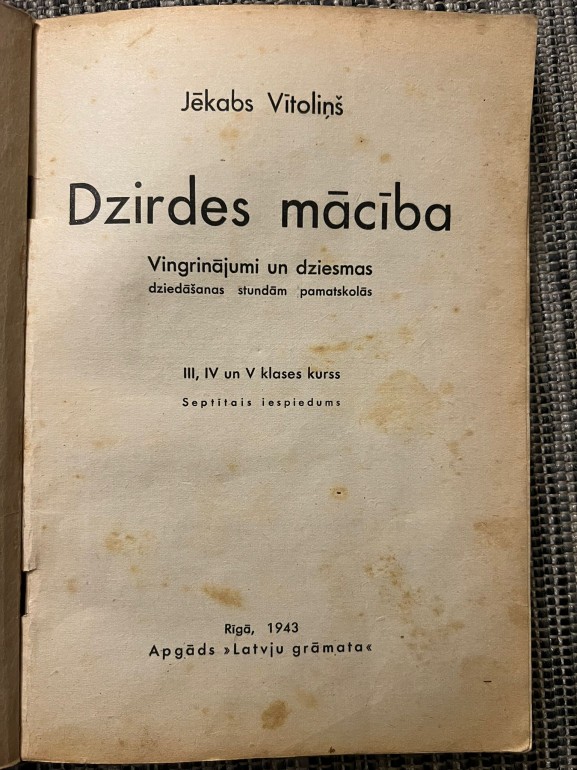 Jēkabs Vītoliņš
Dzirdes mācība
Vingrinājumi un dziesmas
dziedāšanas stundām pamatskolās
III, IV un V klases kurss
Septītais iespiedums
Rīgā, 1943
Apgāds »Latvju grāmata«